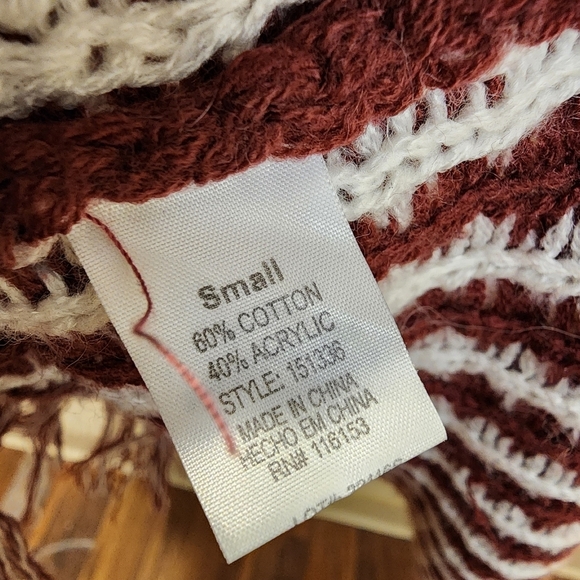 Small
60% COTTON
40% ACRYLIC
STYLE: 151336
MADE IN CHINA
HECHO EM CHINA
RN# 116153